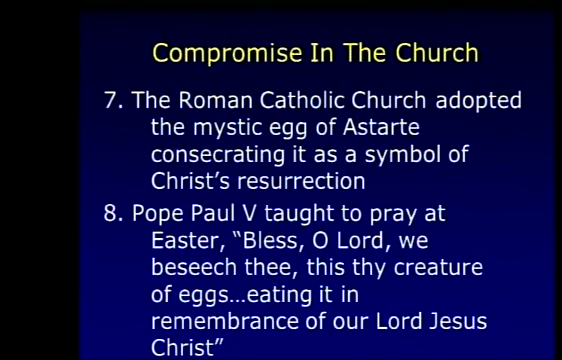 Compromise In The Church
7. The Roman Catholic Church adopted
the mystic egg of Astarte
consecrating it as a symbol of
Christ's resurrection
8. Pope Paul V taught to pray at
Easter, “Bless, O Lord, we
beseech thee, this thy creature
of eggs...eating it in
remembrance of our Lord Jesus
Christ”